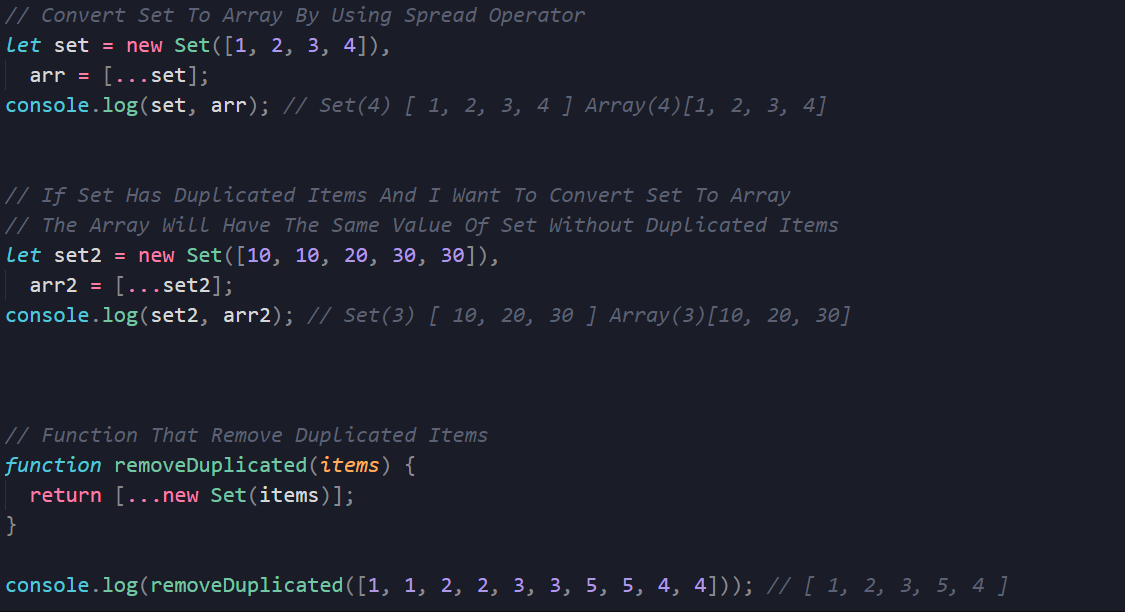 // Convert Set To Array By Using Spread Operator
let set = new Set([1, 2, 3, 4]),
  arr = [...set];
console.log(set, arr); // Set(4) [ 1, 2, 3, 4 ] Array(4)[1, 2, 3, 4]
// If Set Has Duplicated Items And I Want To Convert Set To Array
// The Array Will Have The Same Value Of Set Without Duplicated Items
let set2 = new Set([10, 10, 20, 30, 30]),
  arr2 = [...set2];
console.log(set2, arr2); // Set(3) [ 10, 20, 30 ] Array(3)[10, 20, 30]
// Function That Remove Duplicated Items
function removeDuplicated(items) {
  return [...new Set(items)];
}
console.log(removeDuplicated([1, 1, 2, 2, 3, 3, 5, 5, 4, 4])); // [ 1, 2, 3, 5, 4 ]